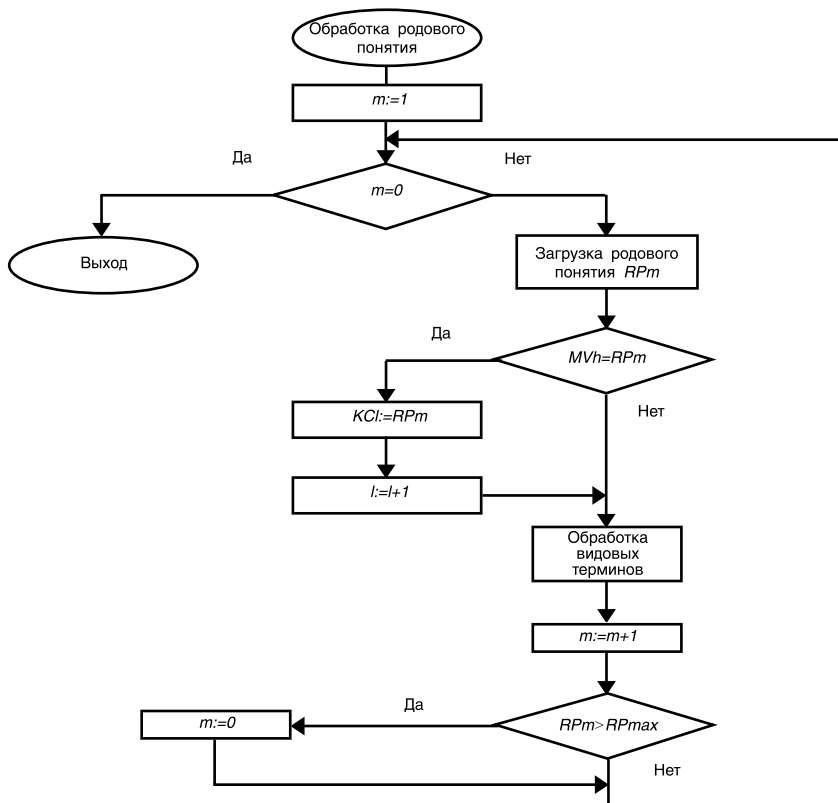 Обработка родового
понятия
m:=1
Да
Нет
m=0
Выход
Загрузка родового
понятия RPm
Да
MVh=RPm
Нет
KCl:=RPm
l:=l+1
Обработка
видовых
терминов
m:=m+1
Да
m:=0
RPm>RPmax
Нет